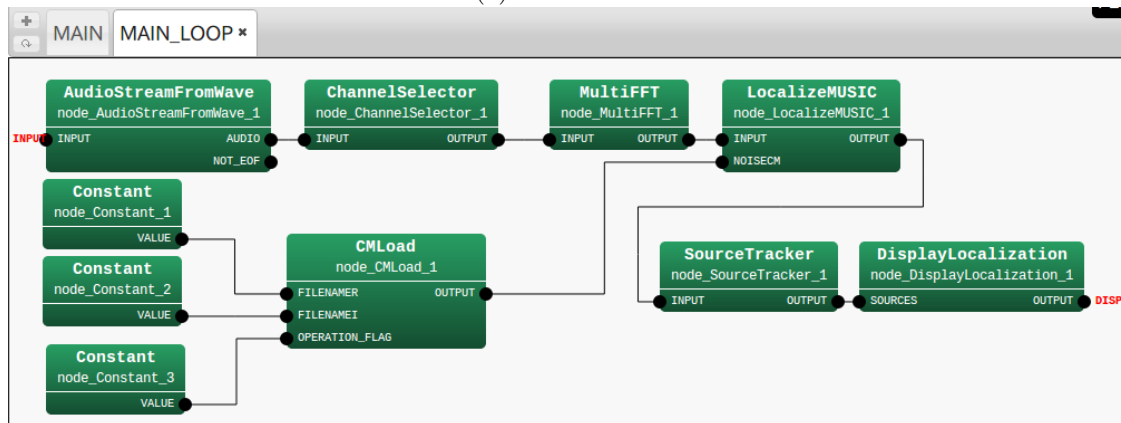 MAIN MAIN_LOOP ×
AudioStreamFromWave
node_AudioStreamFromWave_1
INPUT INPUT AUDIO
NOT_EOF
ChannelSelector
node_ChannelSelector_1
INPUT OUTPUT
MultiFFT
node_MultiFFT_1
INPUT OUTPUT
LocalizeMUSIC
node_LocalizeMUSIC_1
INPUT OUTPUT
NOISECM
Constant
node_Constant_1
VALUE
Constant
node_Constant_2
VALUE
Constant
node_Constant_3
VALUE
CMLoad
node_CMLoad_1
FILENAMER OUTPUT
FILENAMEI
OPERATION_FLAG
SourceTracker
node_SourceTracker_1
INPUT OUTPUT
DisplayLocalization
node_DisplayLocalization_1
SOURCES OUTPUT DISP